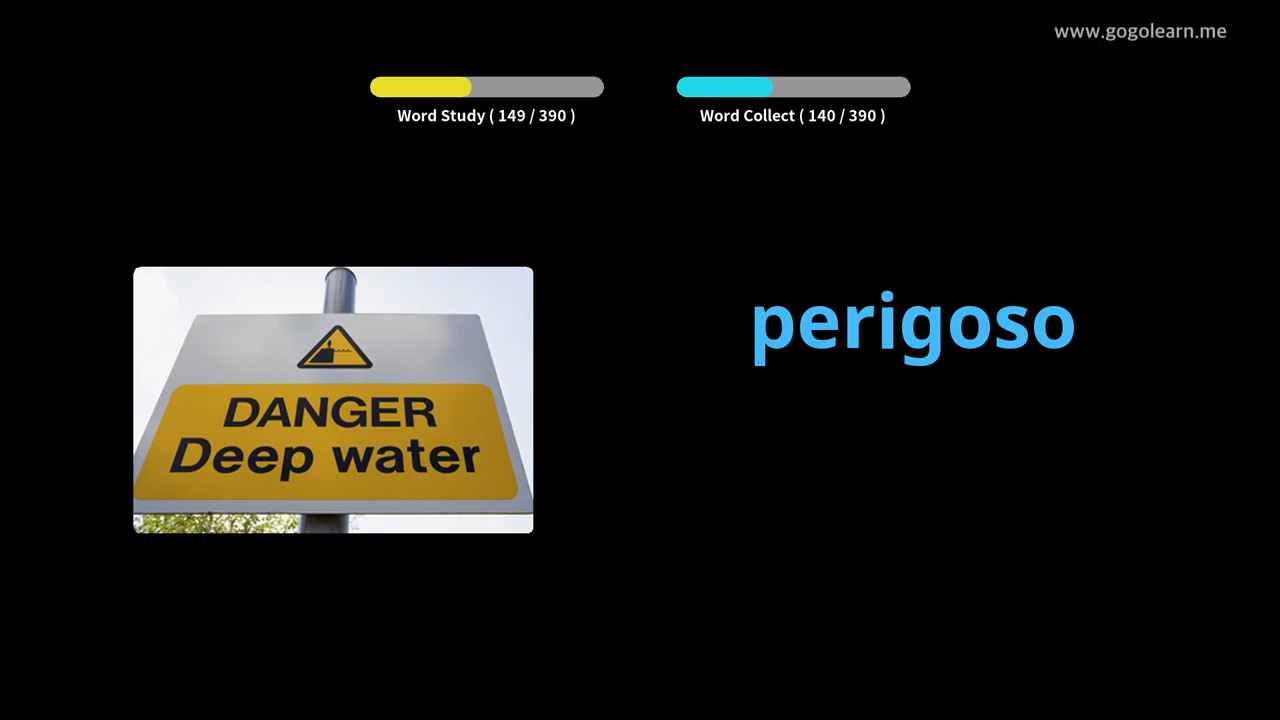 www.gogolearn.me
Word Study ( 149 / 390 )
Word Collect ( 140 / 390 )
DANGER
Deep water
perigoso